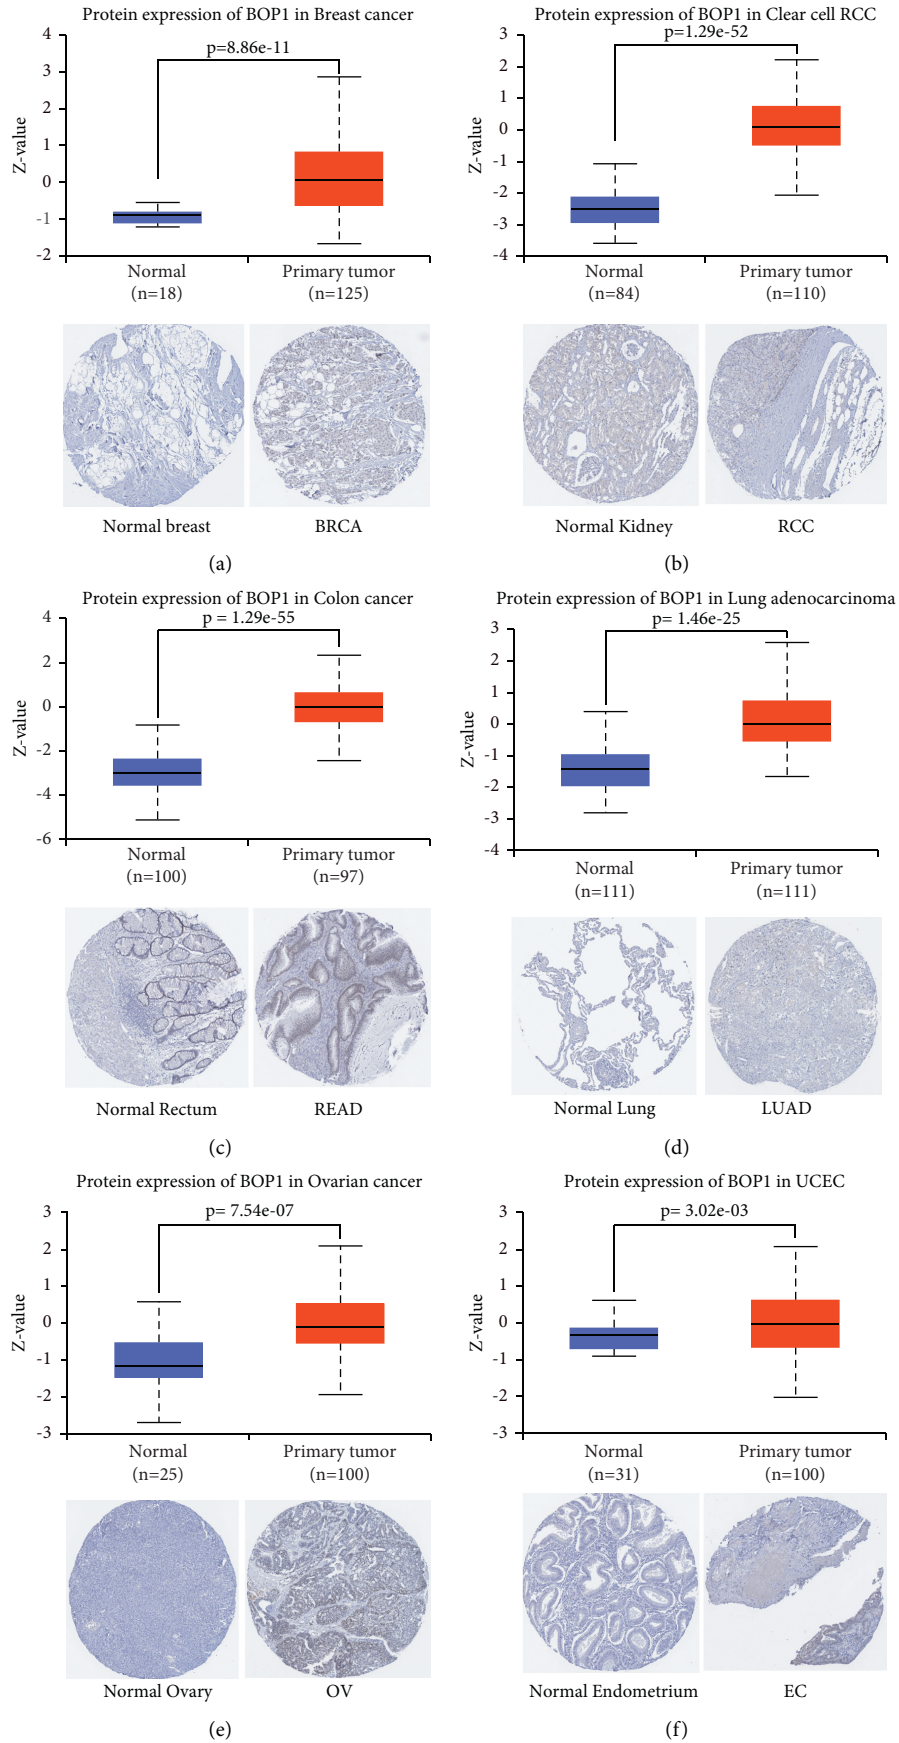 Protein expression of BOP1 in Breast cancer
p=8.86e-11
Z-value
4
3
2
1
0
-1
-2
Normal
(n=18)
Primary tumor
(n=125)
Normal breast
BRCA
(a)
Protein expression of BOP1 in Clear cell RCC
p=1.29e-52
Z-value
3
2
1
0
-1
-2
-3
-4
Normal
(n=84)
Primary tumor
(n=110)
Normal Kidney
RCC
(b)
Protein expression of BOP1 in Colon cancer
p = 1.29e-55
Z-value
4
2
0
-2
-4
-6
Normal
(n=100)
Primary tumor
(n=97)
Normal Rectum
READ
(c)
Protein expression of BOP1 in Lung adenocarcinoma
p= 1.46e-25
Z-value
3
2
1
0
-1
-2
-3
-4
Normal
(n=111)
Primary tumor
(n=111)
Normal Lung
LUAD
(d)
Protein expression of BOP1 in Ovarian cancer
p= 7.54e-07
Z-value
3
2
1
0
-1
-2
-3
Normal
(n=25)
Primary tumor
(n=100)
Normal Ovary
OV
(e)
Protein expression of BOP1 in UCEC
p= 3.02e-03
Z-value
3
2
1
0
-1
-2
-3
Normal
(n=31)
Primary tumor
(n=100)
Normal Endometrium
EC
(f)